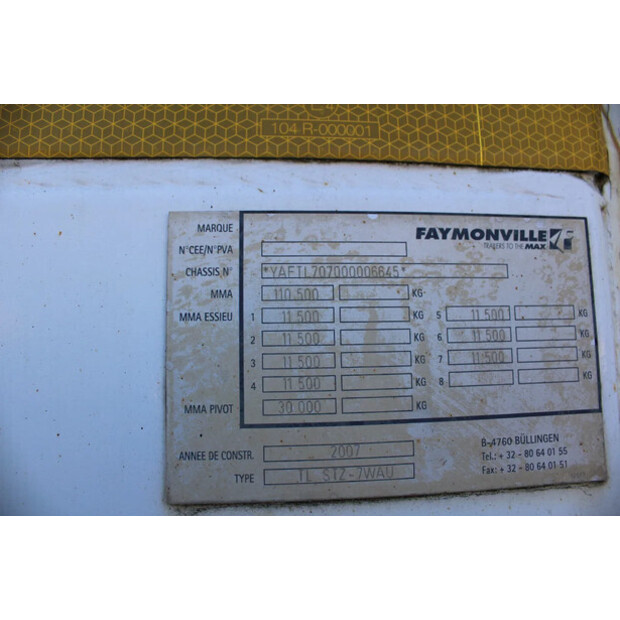 104 R-000001
MARQUE FAYMONVILLE
TRAILERS TO THE MAX
N°CEE/N°PVA
CHASSIS N° *YAFTL707000006645*
MMA 110.500 KG
MMA ESSIEU 1 11.500 KG 5 11.500 KG
2 11.500 KG 6 11.500 KG
3 11.500 KG 7 11.500 KG
4 11.500 KG 8 KG
MMA PIVOT 30.000 KG
ANNEE DE CONSTR. 2007
TYPE TL STZ-7WAU
B-4760 BÜLLINGEN
Tel.: + 32 - 80 64 01 55
Fax: + 32 - 80 64 01 51